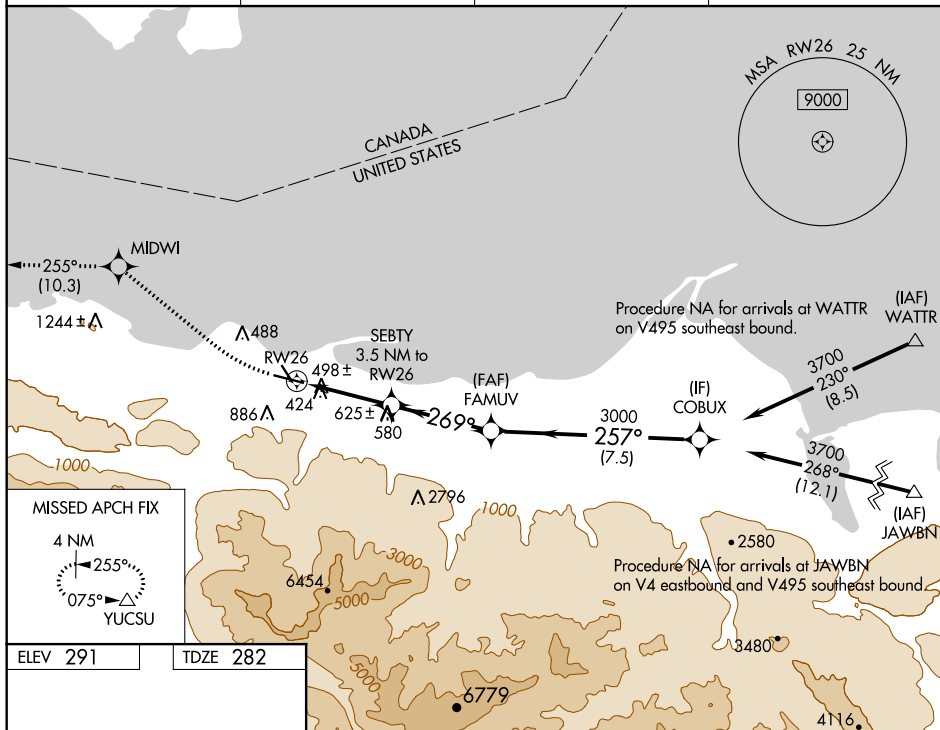 MSA RW26 25 NM
9000
CANADA
UNITED STATES
MIDWI
255°
(10.3)
1244±
488
SEBTY
3.5 NM to
RW26
RW26
498±
424
886
625±
580
269°
(FAF)
FAMUV
3000
257°
(7.5)
(IF)
COBUX
Procedure NA for arrivals at WATTR
on V495 southeast bound.
(IAF)
WATTR
3700
230°
(8.5)
3700
268°
(12.1)
(IAF)
JAWBN
1000
2796
1000
2580
Procedure NA for arrivals at JAWBN
on V4 eastbound and V495 southeast bound.
MISSED APCH FIX
4 NM
255°
075°
YUCSU
3000
6454
5000
3480
5000
6779
4116
ELEV 291
TDZE 282